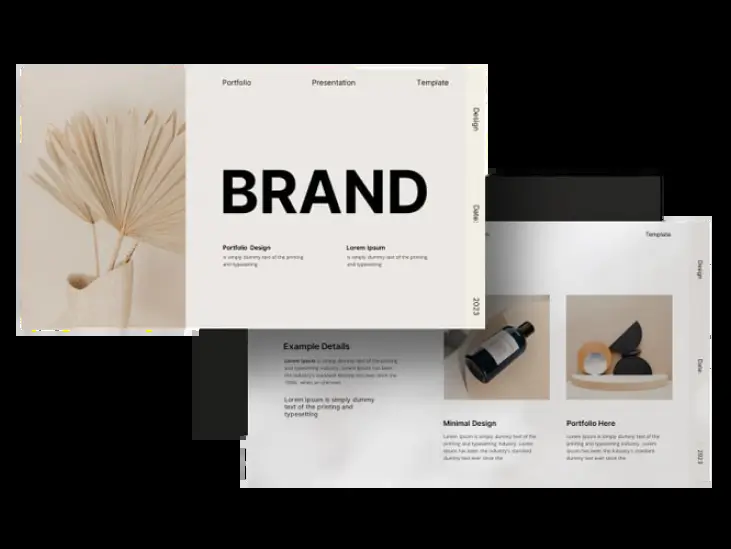 Portfolio Presentation Template
Design
BRAND
Date:
Portfolio Design
is simply dummy text of the printing
and typesetting
Lorem Ipsum
is simply dummy text of the printing
and typesetting
2023
Template
Design
Example Details
Lorem Ipsum is simply dummy text of the printing
and typesetting industry. Lorem Ipsum has been
the industry's standard
1500s, when an unknown
Lorem Ipsum is simply dummy
text of the printing and
typesetting
Date:
Minimal Design
Lorem Ipsum is simply dummy text of the
printing and typesetting industry. Lorem
Ipsum has been the industry's standard
dummy text ever since the
Portfolio Here
Lorem Ipsum is simply dummy text of the
printing and typesetting industry. Lorem
Ipsum has been the industry's standard
dummy text ever since the
2023